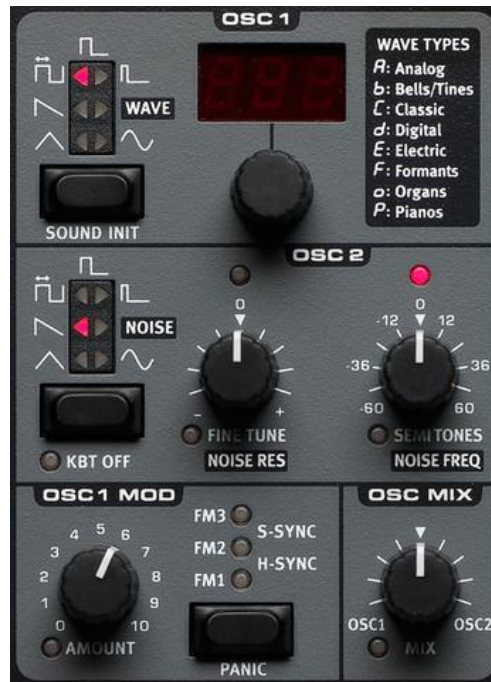 OSC 1
WAVE
SOUND INIT
WAVE TYPES
A: Analog
b: Bells/Tines
C: Classic
d: Digital
E: Electric
F: Formants
o: Organs
P: Pianos
OSC 2
NOISE
KBT OFF
0
- +
FINE TUNE
NOISE RES
0
-12 12
-36 36
-60 60
SEMITONES
NOISE FREQ
OSC1 MOD
0 1 2 3 4 5 6 7 8 9 10
AMOUNT
FM3
S-SYNC
FM2
H-SYNC
FM1
PANIC
OSC MIX
OSC1 OSC2
MIX